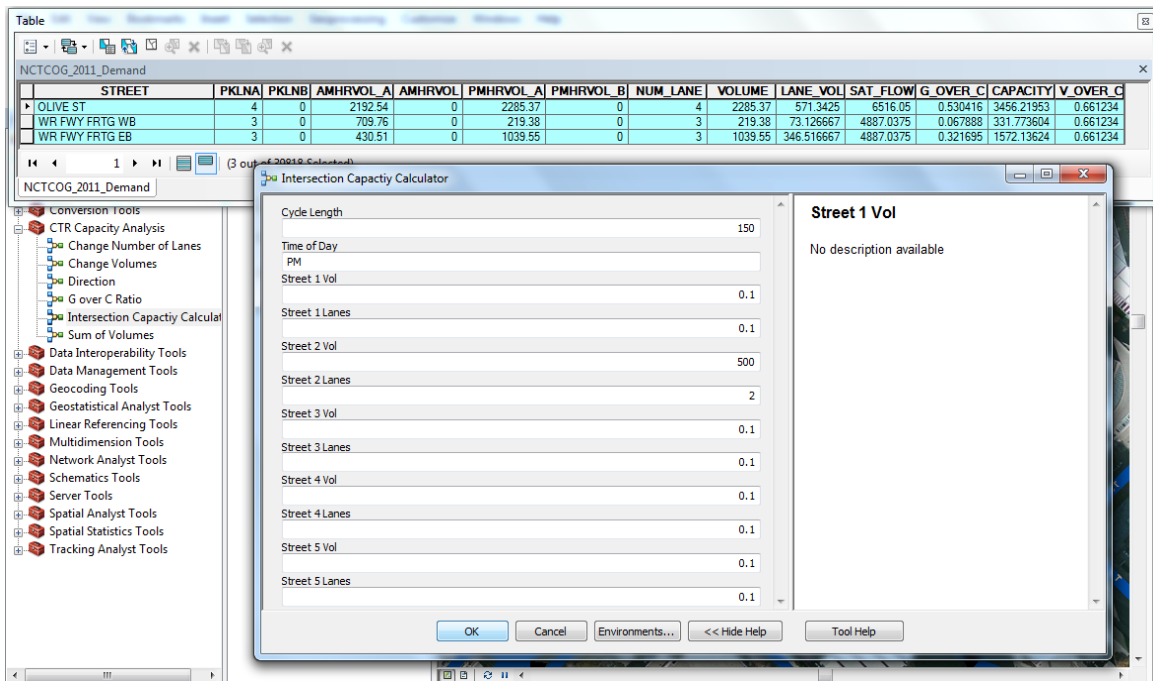 Table
NCTCOG_2011_Demand
STREET PKLNA PKLNB AMHRVOL_A AMHRVOL PMHRVOL_A PMHRVOL_B NUM_LANE VOLUME LANE_VOL SAT_FLOW G_OVER_C CAPACITY V_OVER_C
OLIVE ST 4 0 2192.54 0 2285.37 0 4 2285.37 571.3425 6516.05 0.530416 3456.21953 0.661234
WR FWY FRTG WB 3 0 709.76 0 219.38 0 3 219.38 73.126667 4887.0375 0.067888 331.773604 0.661234
WR FWY FRTG EB 3 0 430.51 0 1039.55 0 3 1039.55 346.516667 4887.0375 0.321695 1572.13624 0.661234
1 (3 out of 39818 Selected)
NCTCOG_2011_Demand
Conversion Tools
CTR Capacity Analysis
Change Number of Lanes
Change Volumes
Direction
G over C Ratio
Intersection Capactiy Calculat
Sum of Volumes
Data Interoperability Tools
Data Management Tools
Geocoding Tools
Geostatistical Analyst Tools
Linear Referencing Tools
Multidimension Tools
Network Analyst Tools
Schematics Tools
Server Tools
Spatial Analyst Tools
Spatial Statistics Tools
Tracking Analyst Tools
Intersection Capactiy Calculator
Cycle Length
150
Time of Day
PM
Street 1 Vol
0.1
Street 1 Lanes
0.1
Street 2 Vol
500
Street 2 Lanes
2
Street 3 Vol
0.1
Street 3 Lanes
0.1
Street 4 Vol
0.1
Street 4 Lanes
0.1
Street 5 Vol
0.1
Street 5 Lanes
0.1
Street 1 Vol
No description available
OK Cancel Environments... << Hide Help Tool Help